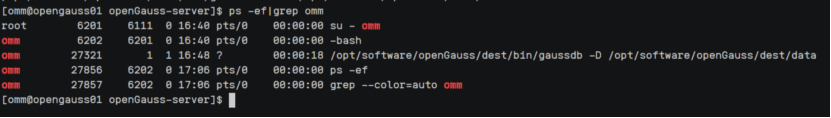 [omm@opengauss01 openGauss-server]$ ps -ef|grep omm
root 6201 6111 0 16:40 pts/0 00:00:00 su - omm
omm 6202 6201 0 16:40 pts/0 00:00:00 -bash
omm 27321 1 1 16:48 ? 00:00:18 /opt/software/openGauss/dest/bin/gaussdb -D /opt/software/openGauss/dest/data
omm 27856 6202 0 17:06 pts/0 00:00:00 ps -ef
omm 27857 6202 0 17:06 pts/0 00:00:00 grep --color=auto omm
[omm@opengauss01 openGauss-server]$